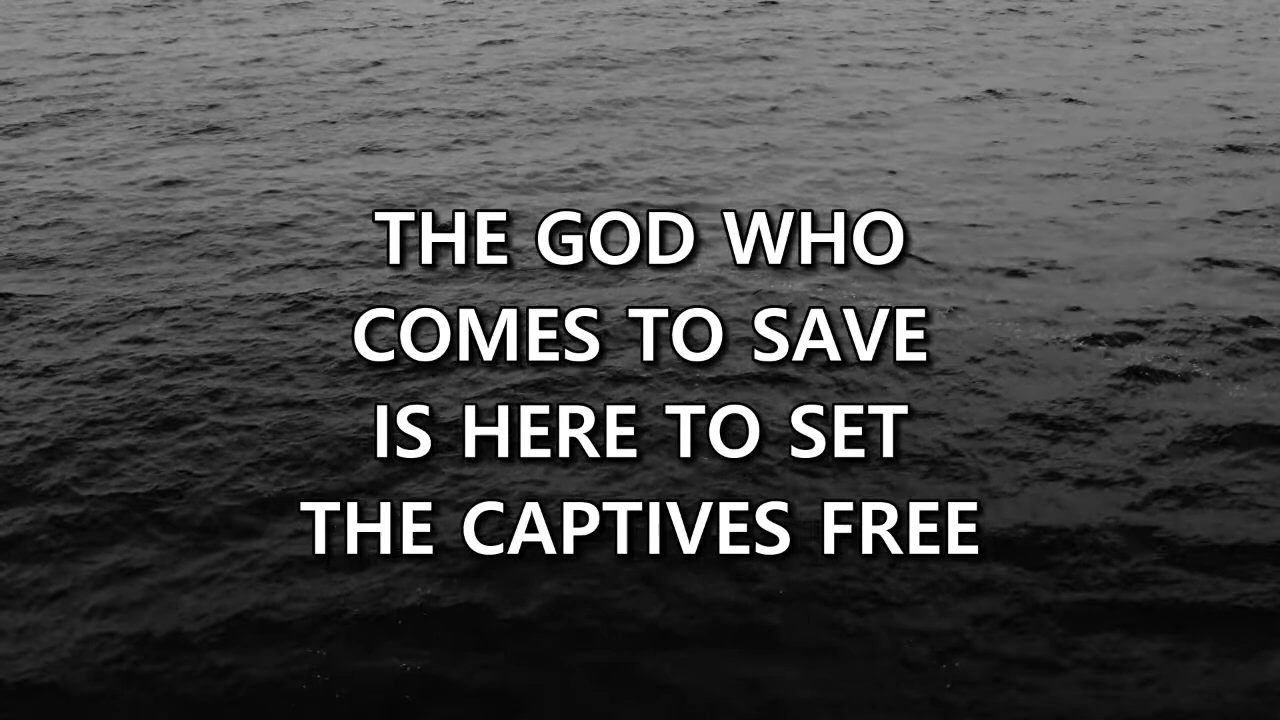 THE GOD WHO
COMES TO SAVE
IS HERE TO SET
THE CAPTIVES FREE